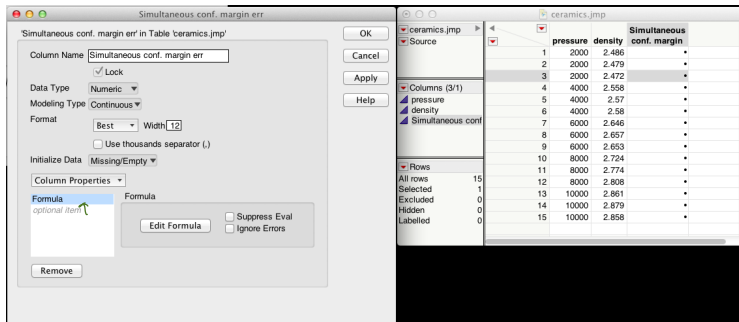 Simultaneous conf. margin err
'Simultaneous conf. margin err' in Table 'ceramics.jmp'
Column Name Simultaneous conf. margin err
Lock
Data Type Numeric
Modeling Type Continuous
Format Best Width 12
Use thousands separator (,)
Initialize Data Missing/Empty
Column Properties
Formula
optional item
Formula
Edit Formula
Suppress Eval
Ignore Errors
Remove
OK
Cancel
Apply
Help
ceramics.jmp
ceramics.jmp
Source
Columns (3/1)
pressure
density
Simultaneous conf
Rows
All rows 15
Selected 1
Excluded 0
Hidden 0
Labelled 0
Simultaneous
pressure density conf. margin
1 2000 2.486 •
2 2000 2.479 •
3 2000 2.472 •
4 4000 2.558 •
5 4000 2.57 •
6 4000 2.58 •
7 6000 2.646 •
8 6000 2.657 •
9 6000 2.653 •
10 8000 2.724 •
11 8000 2.774 •
12 8000 2.808 •
13 10000 2.861 •
14 10000 2.879 •
15 10000 2.858 •